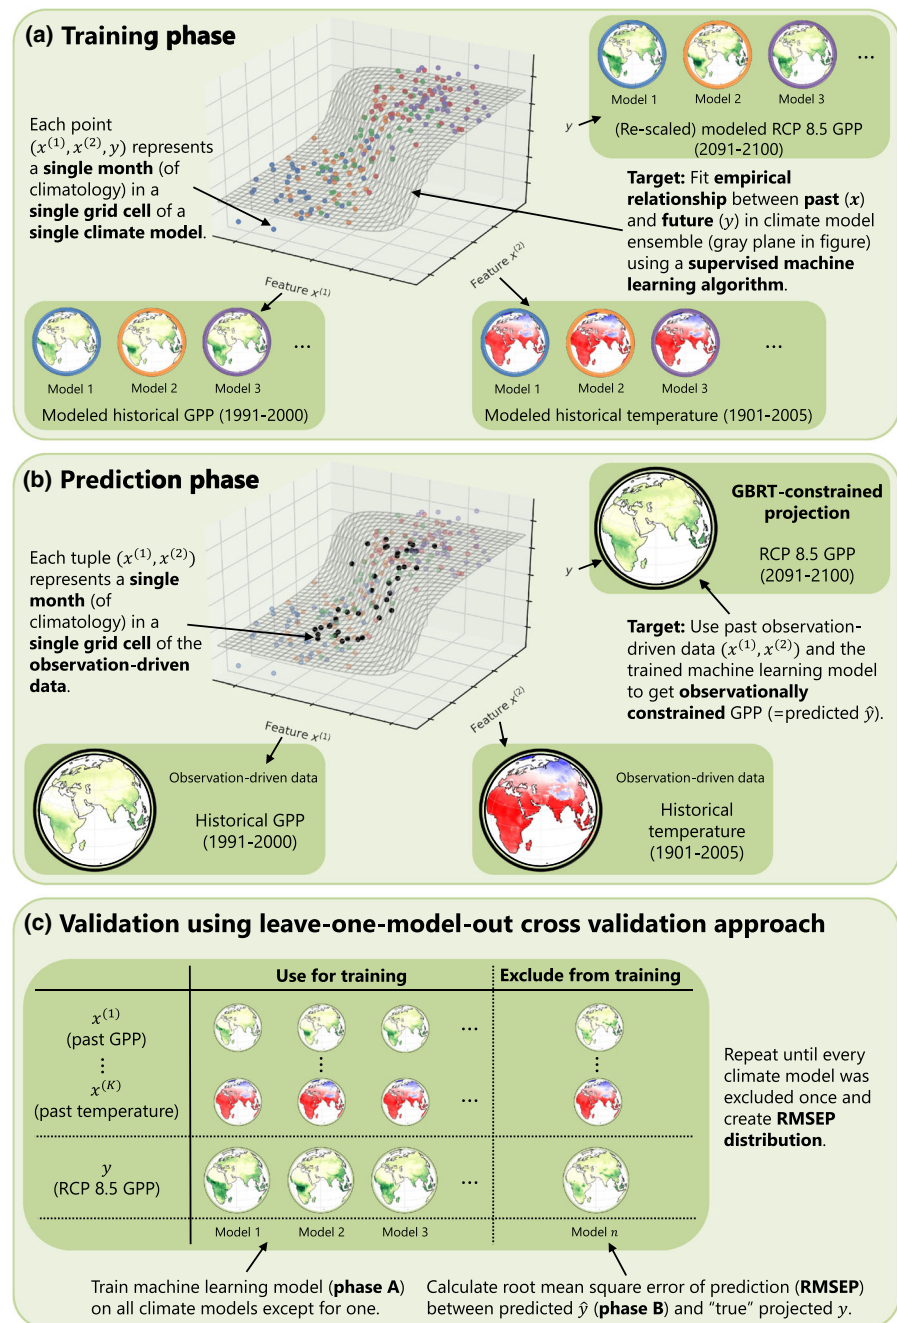 (a) Training phase
Each point
(x⁽¹⁾, x⁽²⁾, y) represents
a single month (of
climatology) in a
single grid cell of a
single climate model.
Feature x⁽¹⁾
Feature x⁽²⁾
y
Model 1
Model 2
Model 3
...
(Re-scaled) modeled RCP 8.5 GPP
(2091-2100)
Target: Fit empirical
relationship between past (x)
and future (y) in climate model
ensemble (gray plane in figure)
using a supervised machine
learning algorithm.
Model 1
Model 2
Model 3
...
Modeled historical GPP (1991-2000)
Model 1
Model 2
Model 3
...
Modeled historical temperature (1901-2005)
(b) Prediction phase
Each tuple (x⁽¹⁾, x⁽²⁾)
represents a single
month (of
climatology) in a
single grid cell of the
observation-driven
data.
Feature x⁽¹⁾
Feature x⁽²⁾
y
GBRT-constrained
projection
RCP 8.5 GPP
(2091-2100)
Target: Use past observation-
driven data (x⁽¹⁾, x⁽²⁾) and the
trained machine learning model
to get observationally
constrained GPP (=predicted ŷ).
Observation-driven data
Historical GPP
(1991-2000)
Observation-driven data
Historical
temperature
(1901-2005)
(c) Validation using leave-one-model-out cross validation approach
Use for training
Exclude from training
x⁽¹⁾
(past GPP)
⋮
⋮
⋮
x⁽ᴷ⁾
(past temperature)
...
...
y
(RCP 8.5 GPP)
...
Model 1
Model 2
Model 3
Model n
Repeat until every
climate model was
excluded once and
create RMSEP
distribution.
Train machine learning model (phase A)
on all climate models except for one.
Calculate root mean square error of prediction (RMSEP)
between predicted ŷ (phase B) and “true” projected y.